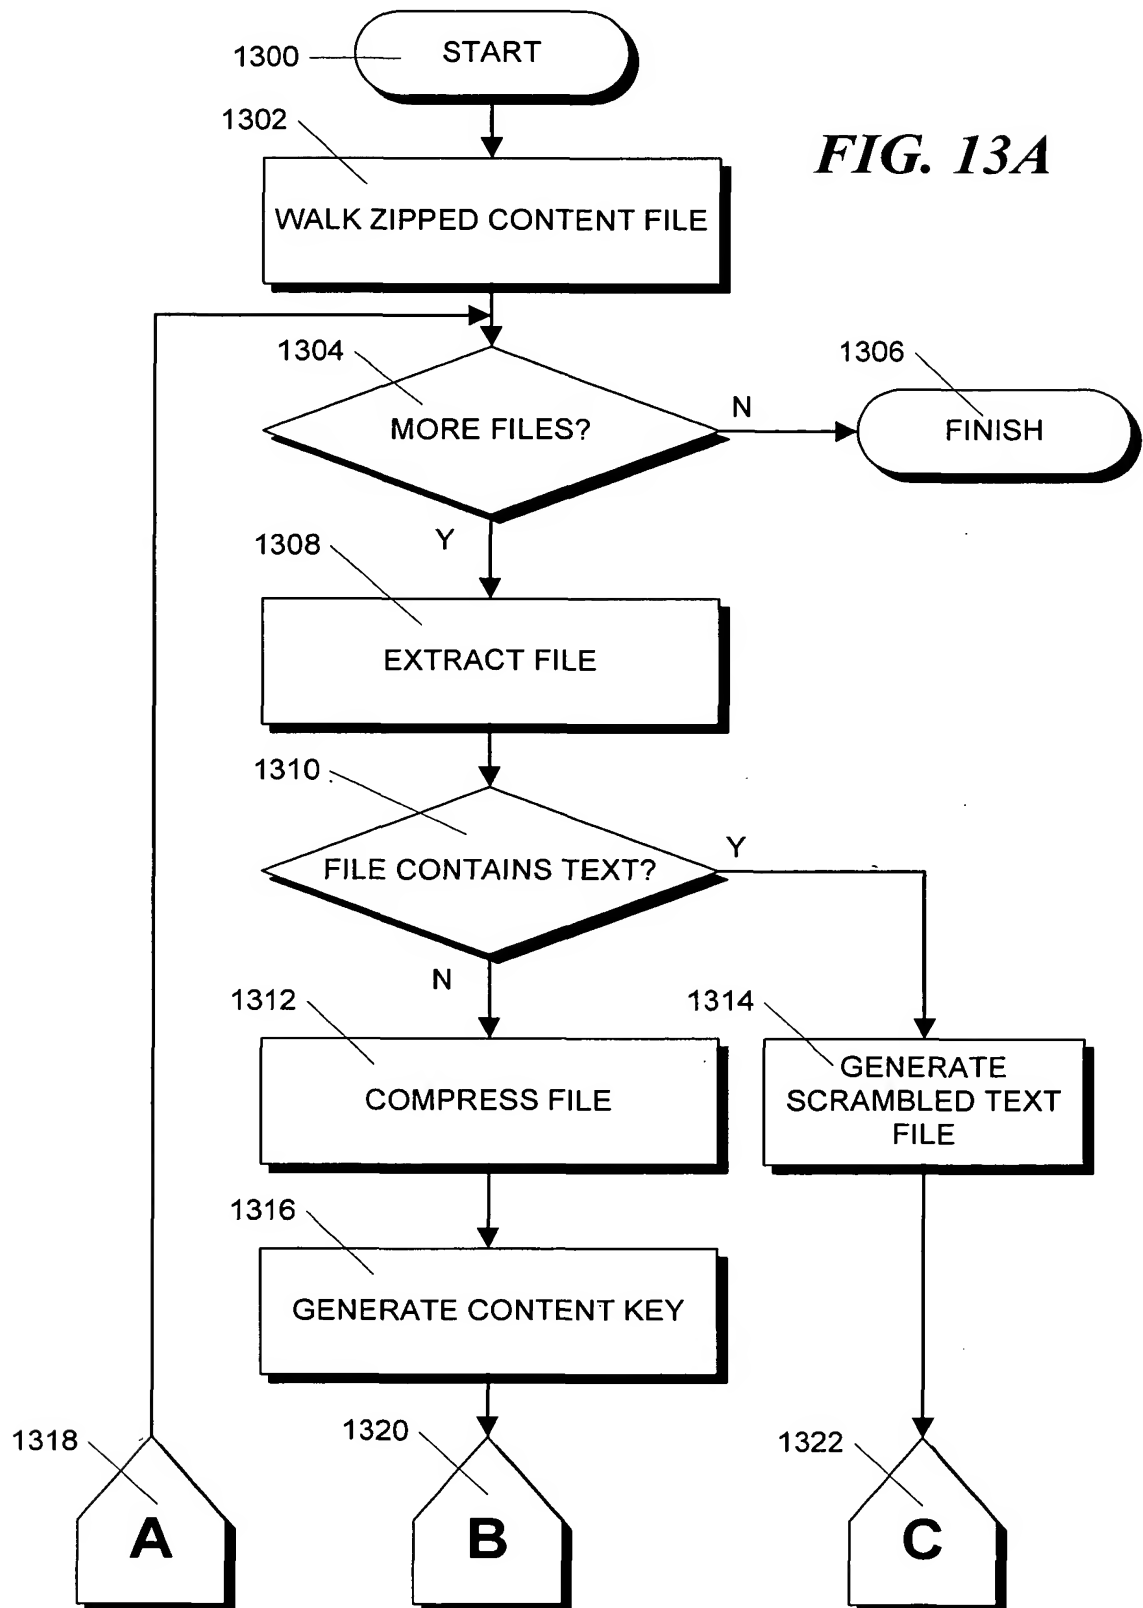 1300
START
1302
FIG. 13A
WALK ZIPPED CONTENT FILE
1304
1306
MORE FILES?
N
FINISH
Y
1308
EXTRACT FILE
1310
FILE CONTAINS TEXT?
Y
N
1312
1314
COMPRESS FILE
GENERATE
SCRAMBLED TEXT
FILE
1316
GENERATE CONTENT KEY
1318
1320
1322
A
B
C